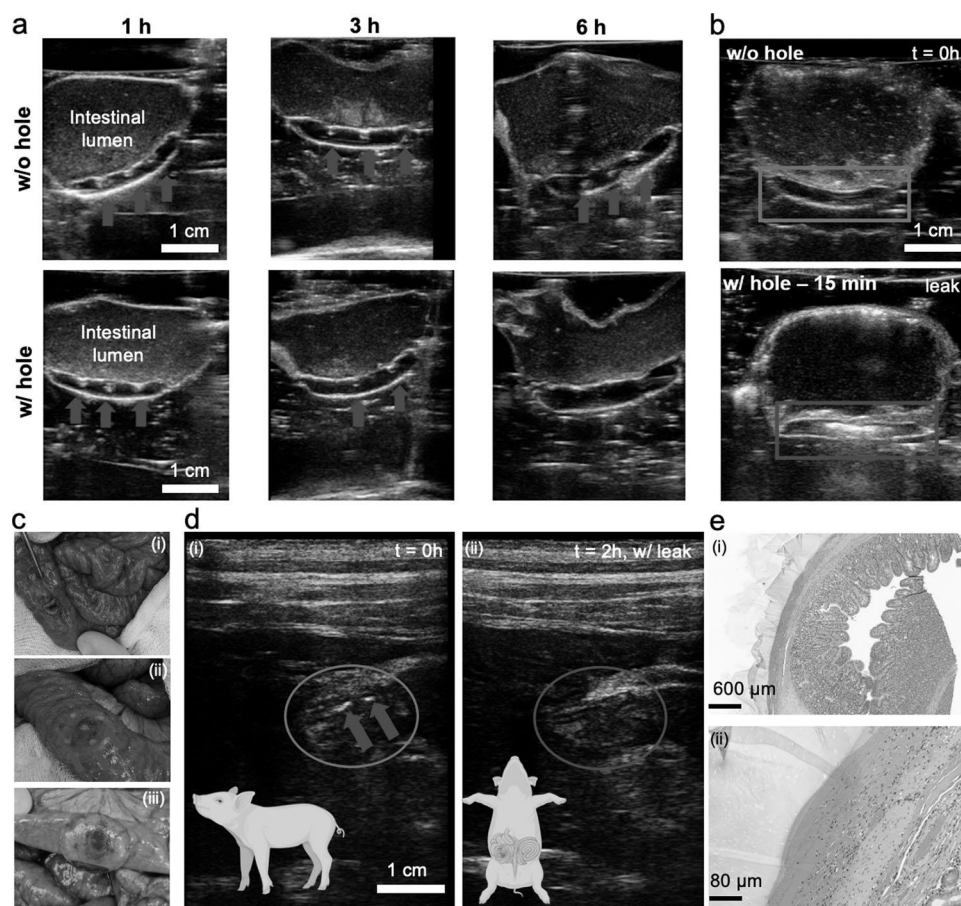 a
1 h
3 h
6 h
b
w/o hole
Intestinal
lumen
1 cm
w/o hole
t = 0h
1 cm
w/ hole
Intestinal
lumen
1 cm
w/ hole – 15 min
leak
c
(i)
(ii)
(iii)
d
(i)
t = 0h
1 cm
(ii)
t = 2h, w/ leak
e
(i)
600 µm
(ii)
80 µm